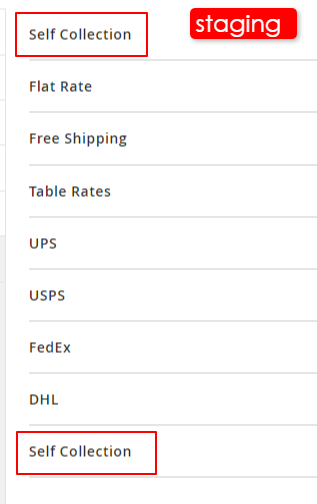 Self Collection
staging
Flat Rate
Free Shipping
Table Rates
UPS
USPS
FedEx
DHL
Self Collection